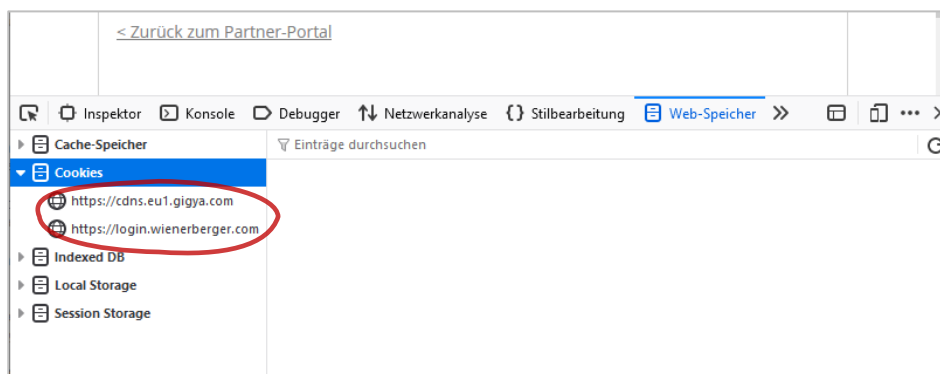 < Zurück zum Partner-Portal
Inspektor Konsole Debugger Netzwerkanalyse {} Stilbearbeitung Web-Speicher
Cache-Speicher Einträge durchsuchen
Cookies
https://cdns.eu1.gigya.com
https://login.wienerberger.com
Indexed DB
Local Storage
Session Storage